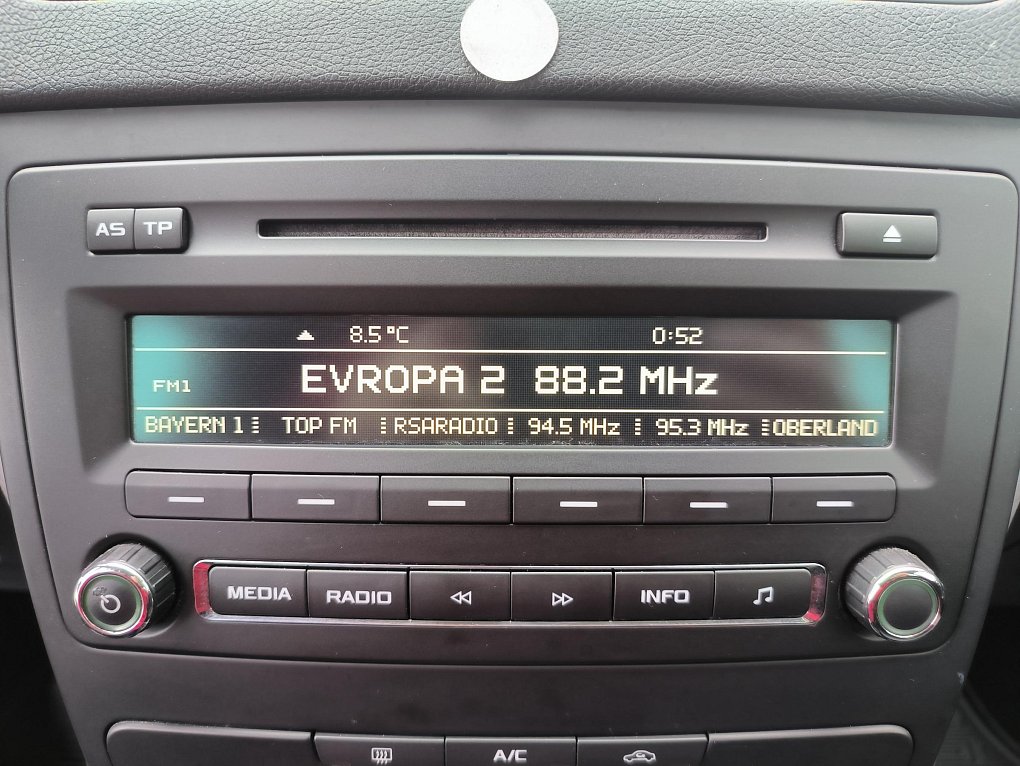 AS TP
8.5°C 0:52
FM1 EVROPA 2 88.2 MHz
BAYERN 1 TOP FM RSARADIO 94.5 MHz 95.3 MHz OBERLAND
MEDIA RADIO INFO
A/C